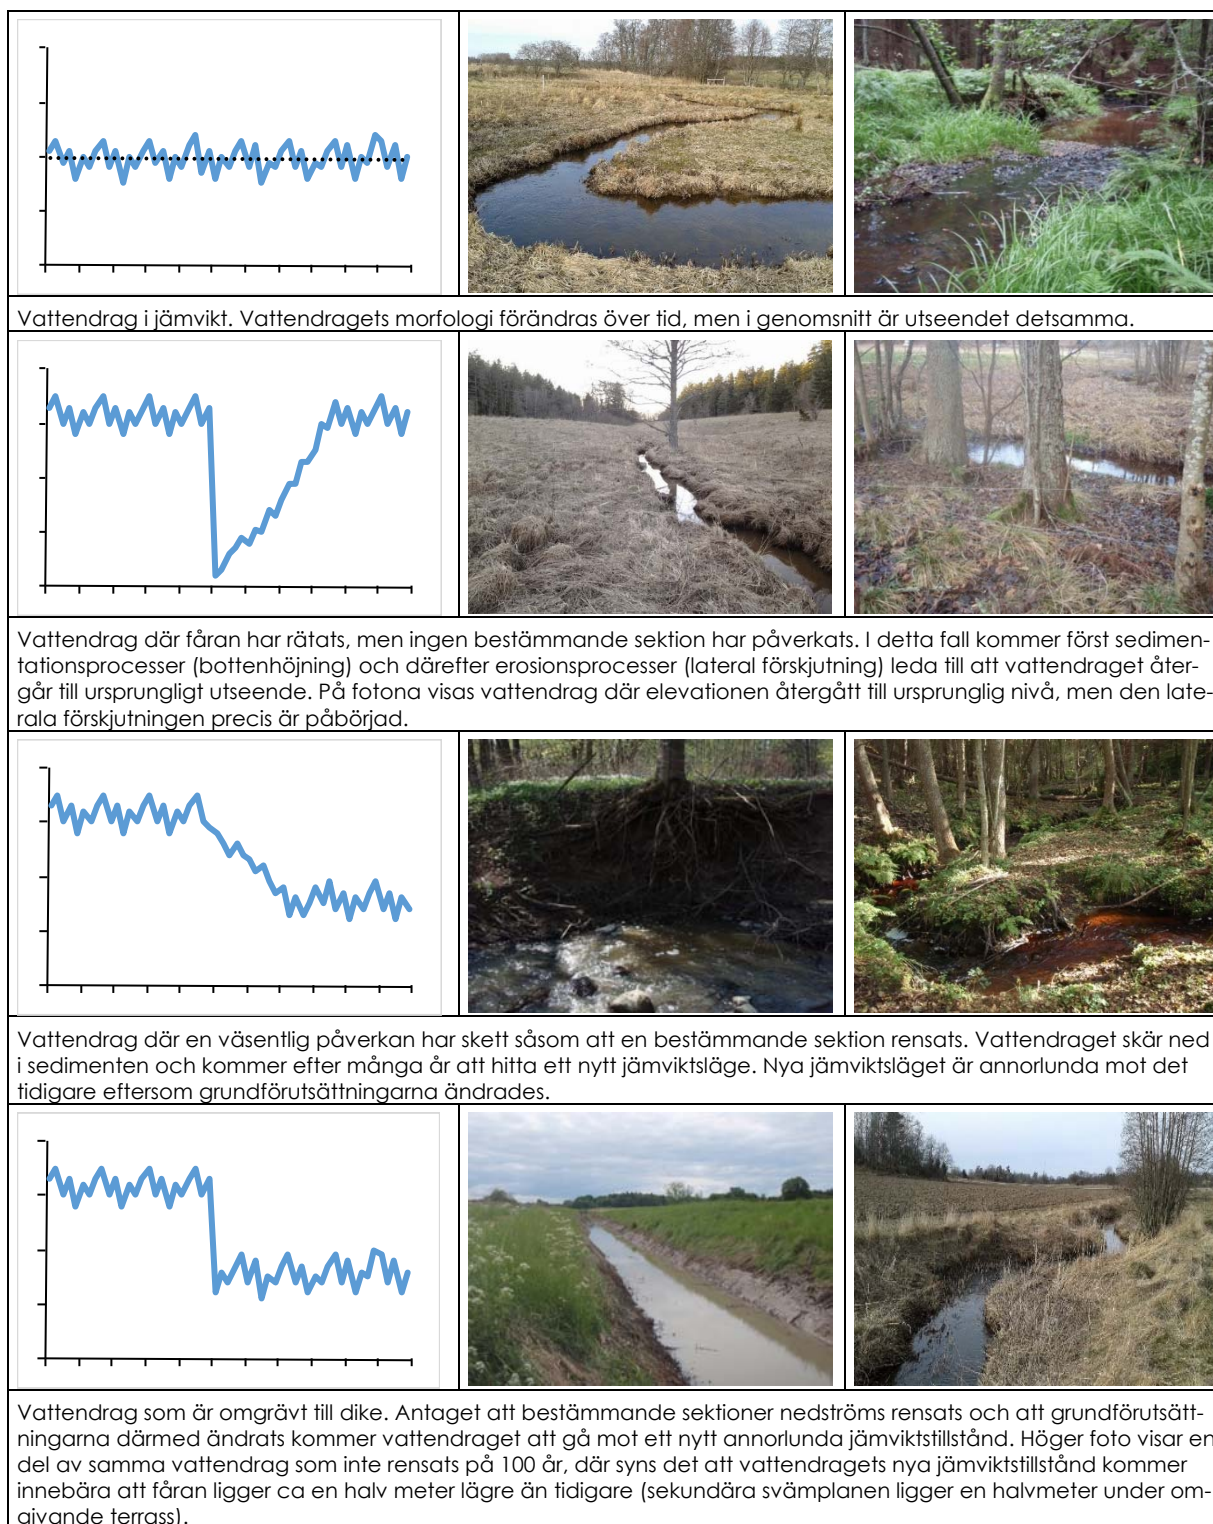 Vattendrag i jämvikt. Vattendragets morfologi förändras över tid, men i genomsnitt är utseendet detsamma.
Vattendrag där fåran har rätats, men ingen bestämmande sektion har påverkats. I detta fall kommer först sedimen-
tationsprocesser (bottenhöjning) och därefter erosionsprocesser (lateral förskjutning) leda till att vattendraget åter-
går till ursprungligt utseende. På fotona visas vattendrag där elevationen återgått till ursprunglig nivå, men den late-
rala förskjutningen precis är påbörjad.
Vattendrag där en väsentlig påverkan har skett såsom att en bestämmande sektion rensats. Vattendraget skär ned
i sedimenten och kommer efter många år att hitta ett nytt jämviktsläge. Nya jämviktsläget är annorlunda mot det
tidigare eftersom grundförutsättningarna ändrades.
Vattendrag som är omgrävt till dike. Antaget att bestämmande sektioner nedströms rensats och att grundförutsätt-
ningarna därmed ändrats kommer vattendraget att gå mot ett nytt annorlunda jämviktstillstånd. Höger foto visar en
del av samma vattendrag som inte rensats på 100 år, där syns det att vattendragets nya jämviktstillstånd kommer
innebära att fåran ligger ca en halv meter lägre än tidigare (sekundära svämplanen ligger en halvmeter under om-
givande terrass).